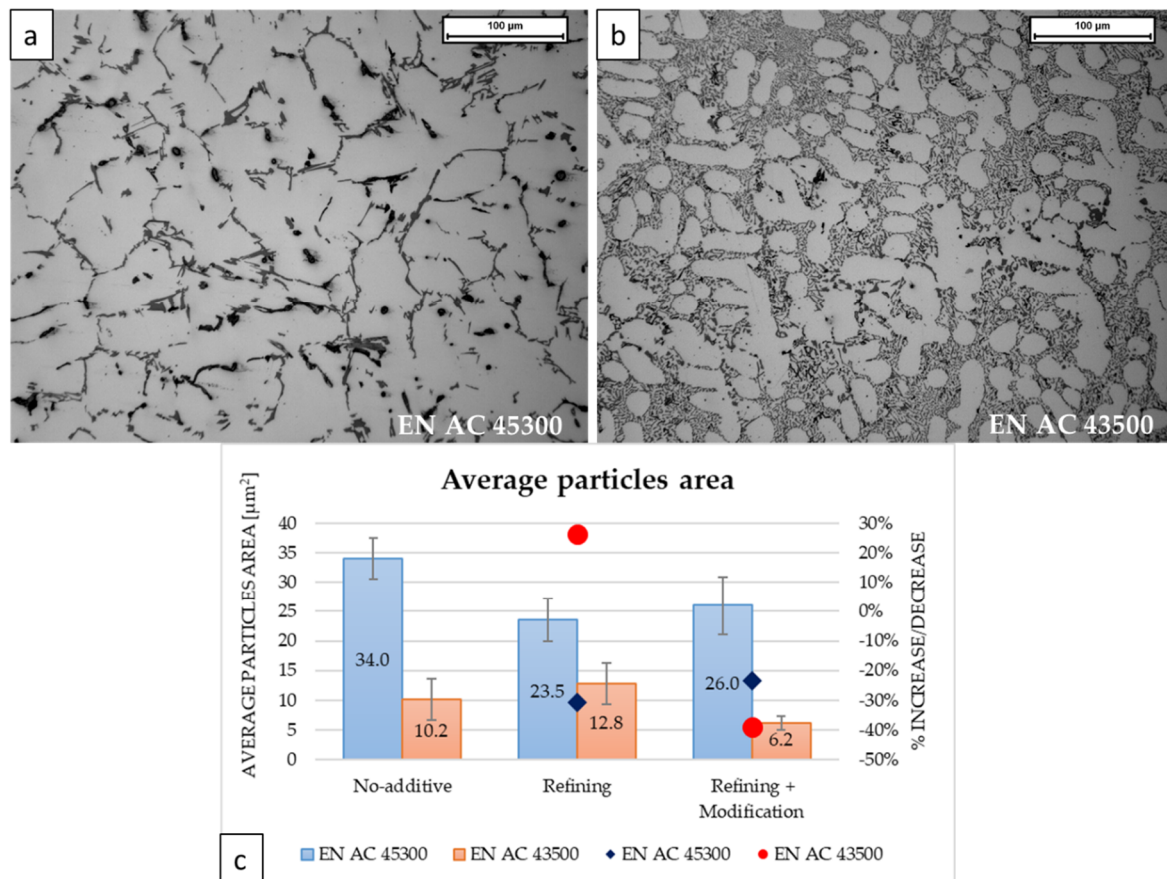 a
100 µm
b
100 µm
EN AC 45300
EN AC 43500
Average particles area
AVERAGE PARTICLES AREA [µm²]
40
35
30
25
20
15
10
5
0
34.0
10.2
23.5
12.8
26.0
6.2
30%
20%
10%
0%
-10%
-20%
-30%
-40%
-50%
% INCREASE/DECREASE
No-additive
Refining
Refining +
Modification
c
EN AC 45300
EN AC 43500
EN AC 45300
EN AC 43500